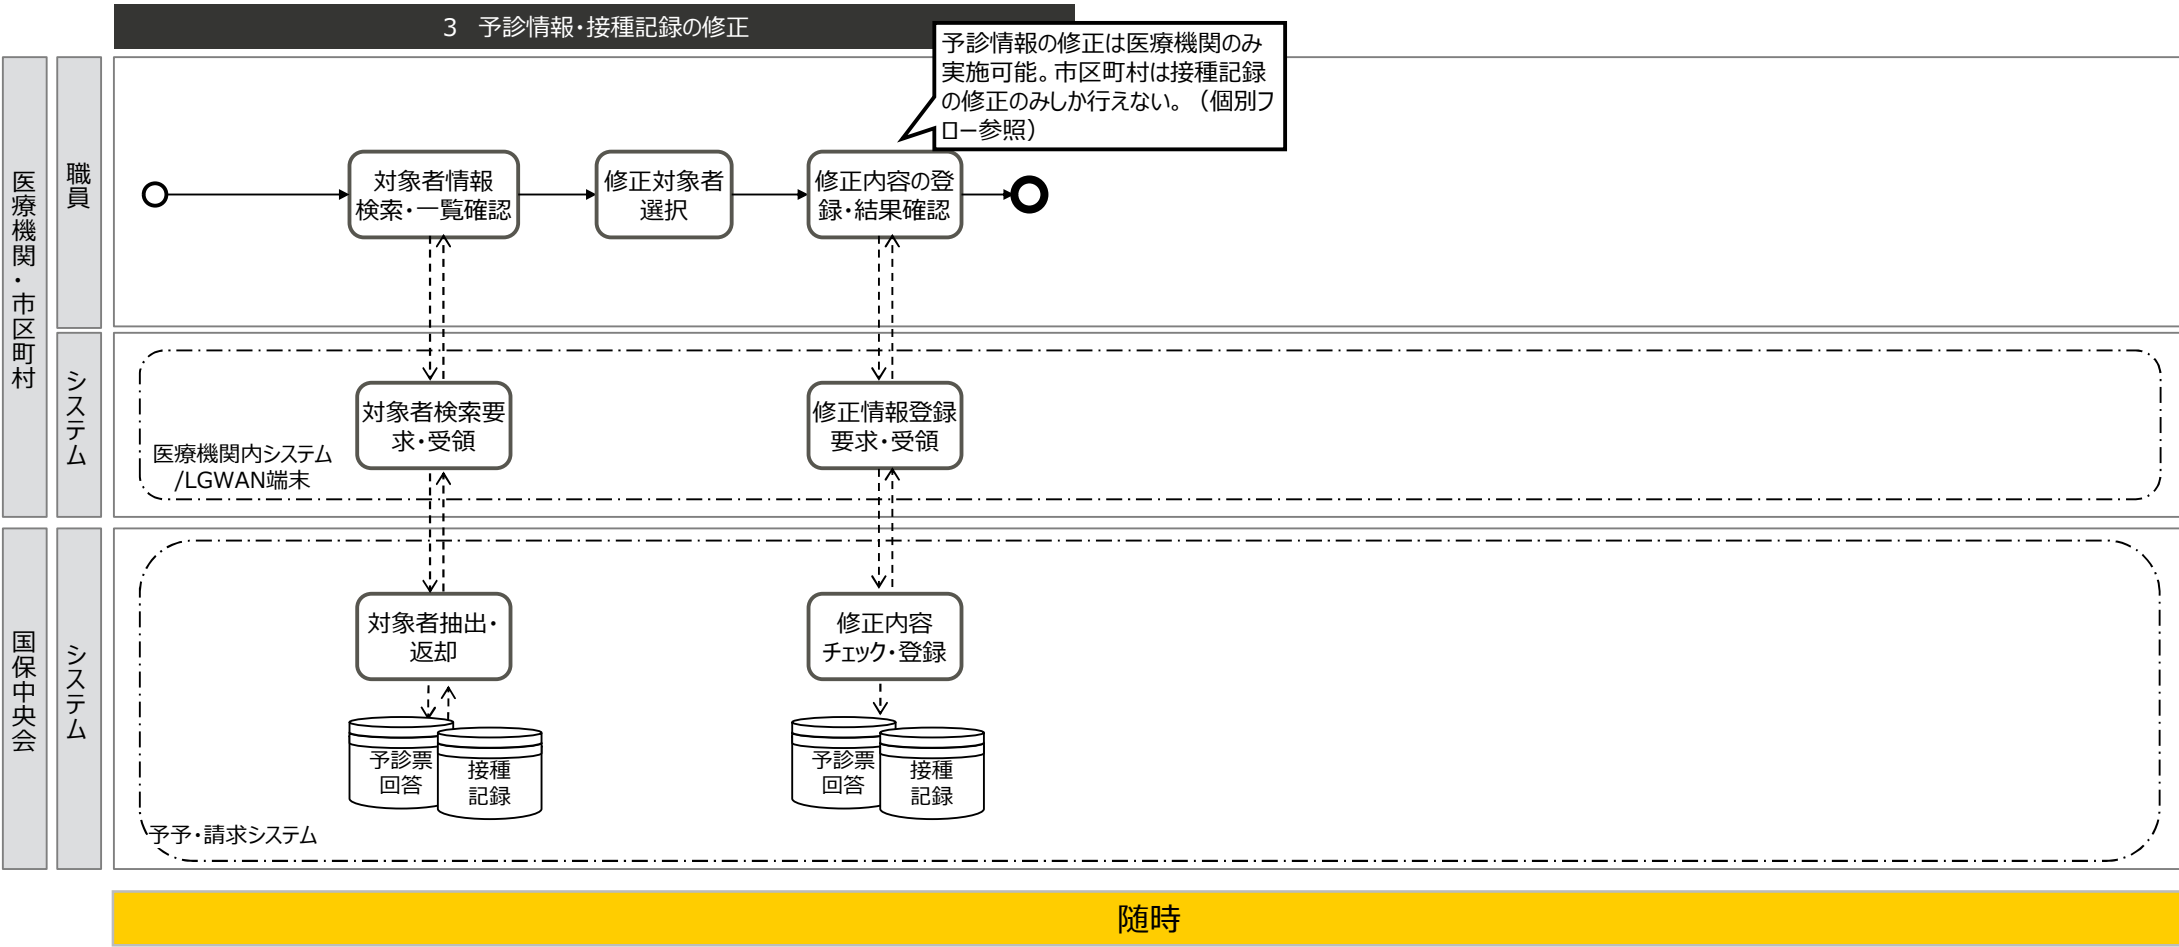 3　予診情報・接種記録の修正
予診情報の修正は医療機関のみ
実施可能。市区町村は接種記録
の修正のみしか行えない。（個別フ
ロー参照）
医療機関・市区町村
職員
対象者情報
検索・一覧確認
修正対象者
選択
修正内容の登
録・結果確認
システム
対象者検索要
求・受領
修正情報登録
要求・受領
医療機関内システム
/LGWAN端末
国保中央会
システム
対象者抽出・
返却
修正内容
チェック・登録
予診票
回答
接種
記録
予診票
回答
接種
記録
予予・請求システム
随時